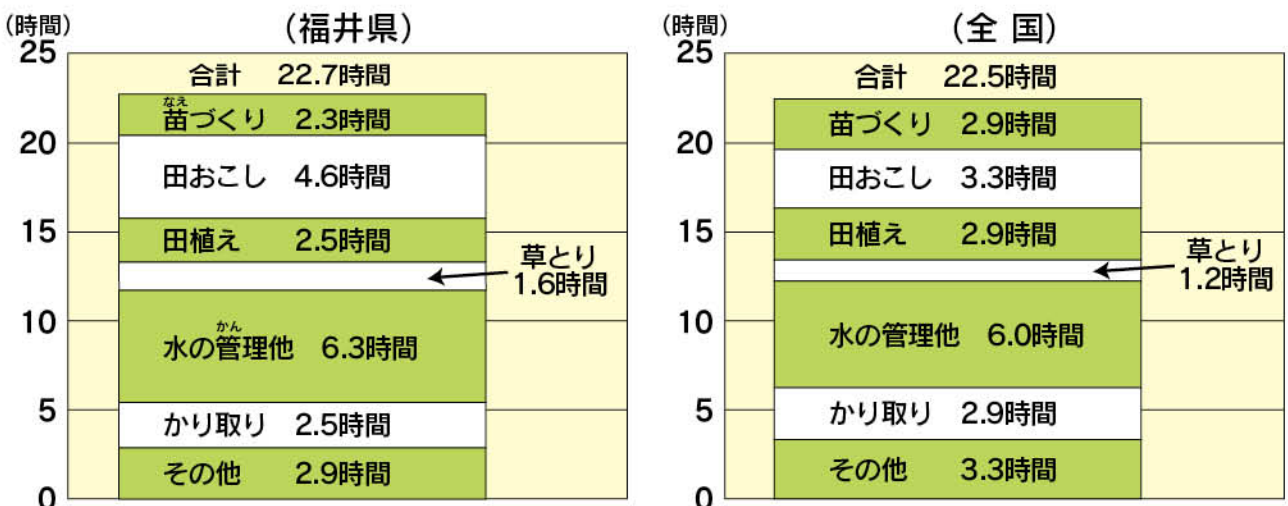 (時間)
(福井県)
25
20
15
10
5
0
合計 22.7時間
なえ
苗づくり 2.3時間
田おこし 4.6時間
田植え 2.5時間
草とり
1.6時間
かん
水の管理他 6.3時間
かり取り 2.5時間
その他 2.9時間
(時間)
(全 国)
25
20
15
10
5
0
合計 22.5時間
苗づくり 2.9時間
田おこし 3.3時間
田植え 2.9時間
草とり
1.2時間
水の管理他 6.0時間
かり取り 2.9時間
その他 3.3時間